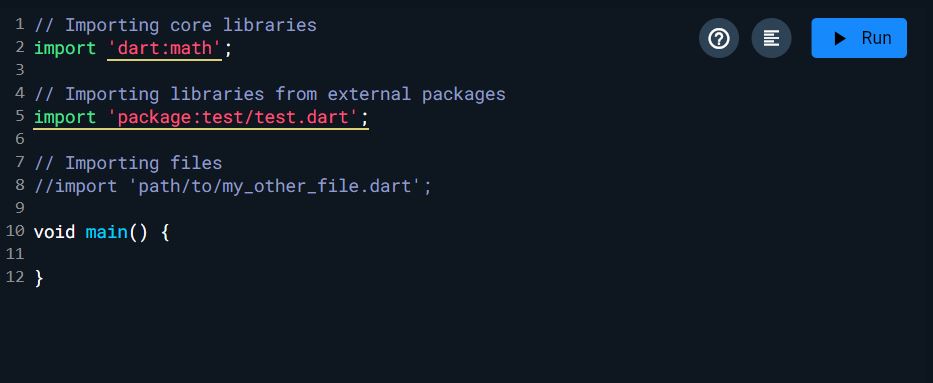 1 // Importing core libraries
2 import 'dart:math';
3
4 // Importing libraries from external packages
5 import 'package:test/test.dart';
6
7 // Importing files
8 //import 'path/to/my_other_file.dart';
9
10 void main() {
11
12 }
Run